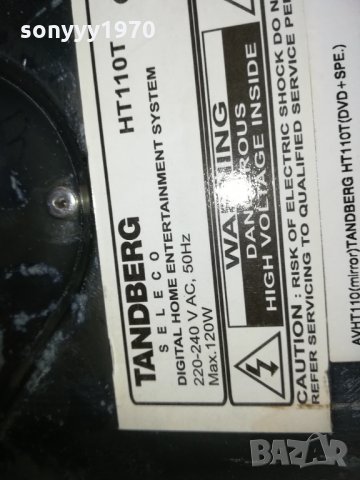 sonyyy1970
HT110T
TANDBERG
SELECO
DIGITAL HOME ENTERTAINMENT SYSTEM
220-240 V AC, 50Hz
Max.120W
WARNING
DANGEROUS
HIGH VOLTAGE INSIDE
CAUTION : RISK OF ELECTRIC SHOCK DO N
REFER SERVICING TO QUALIFIED SERVICE PE
AVHT110(mirror)TANDBERG HT110T(DVD+SPE.)
BAZAR